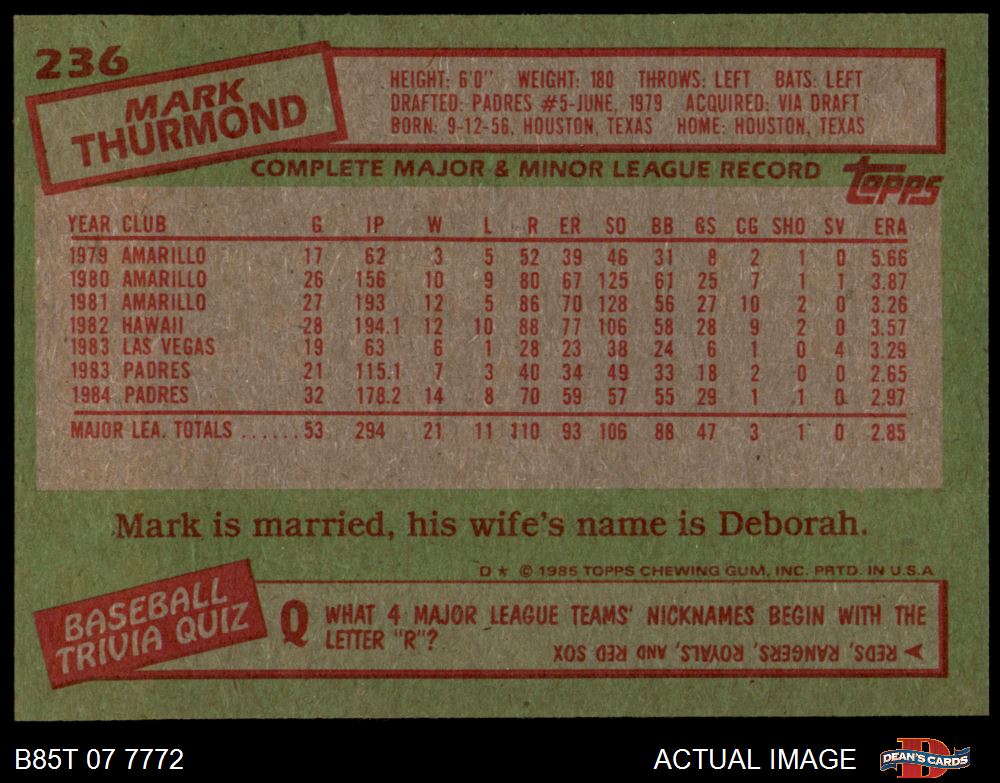 236
MARK
THURMOND
HEIGHT: 6'0" WEIGHT: 180 THROWS: LEFT BATS: LEFT
DRAFTED: PADRES #5-JUNE, 1979 ACQUIRED: VIA DRAFT
BORN: 9-12-56, HOUSTON, TEXAS HOME: HOUSTON, TEXAS
COMPLETE MAJOR & MINOR LEAGUE RECORD
topps
YEAR CLUB G IP W L R ER SO BB GS CG SHO SV ERA
1979 AMARILLO 17 62 3 5 52 39 46 31 8 2 1 0 5.66
1980 AMARILLO 26 156 10 9 80 67 125 61 25 7 1 1 3.87
1981 AMARILLO 27 193 12 5 86 70 128 56 27 10 2 0 3.26
1982 HAWAII 28 194.1 12 10 88 77 106 58 28 9 2 0 3.57
1983 LAS VEGAS 19 63 6 1 28 23 38 24 6 1 0 4 3.29
1983 PADRES 21 115.1 7 3 40 34 49 33 18 2 0 0 2.65
1984 PADRES 32 178.2 14 8 70 59 57 55 29 1 1 0 2.97
MAJOR LEA. TOTALS ...... 53 294 21 11 110 93 106 88 47 3 1 0 2.85
Mark is married, his wife's name is Deborah.
D * © 1985 TOPPS CHEWING GUM, INC. PRTD. IN U.S.A
BASEBALL
TRIVIA QUIZ
Q WHAT 4 MAJOR LEAGUE TEAMS' NICKNAMES BEGIN WITH THE
LETTER "R"?
REDS, RANGERS, ROYALS, AND RED SOX
B85T 07 7772 ACTUAL IMAGE DEAN'S CARDS